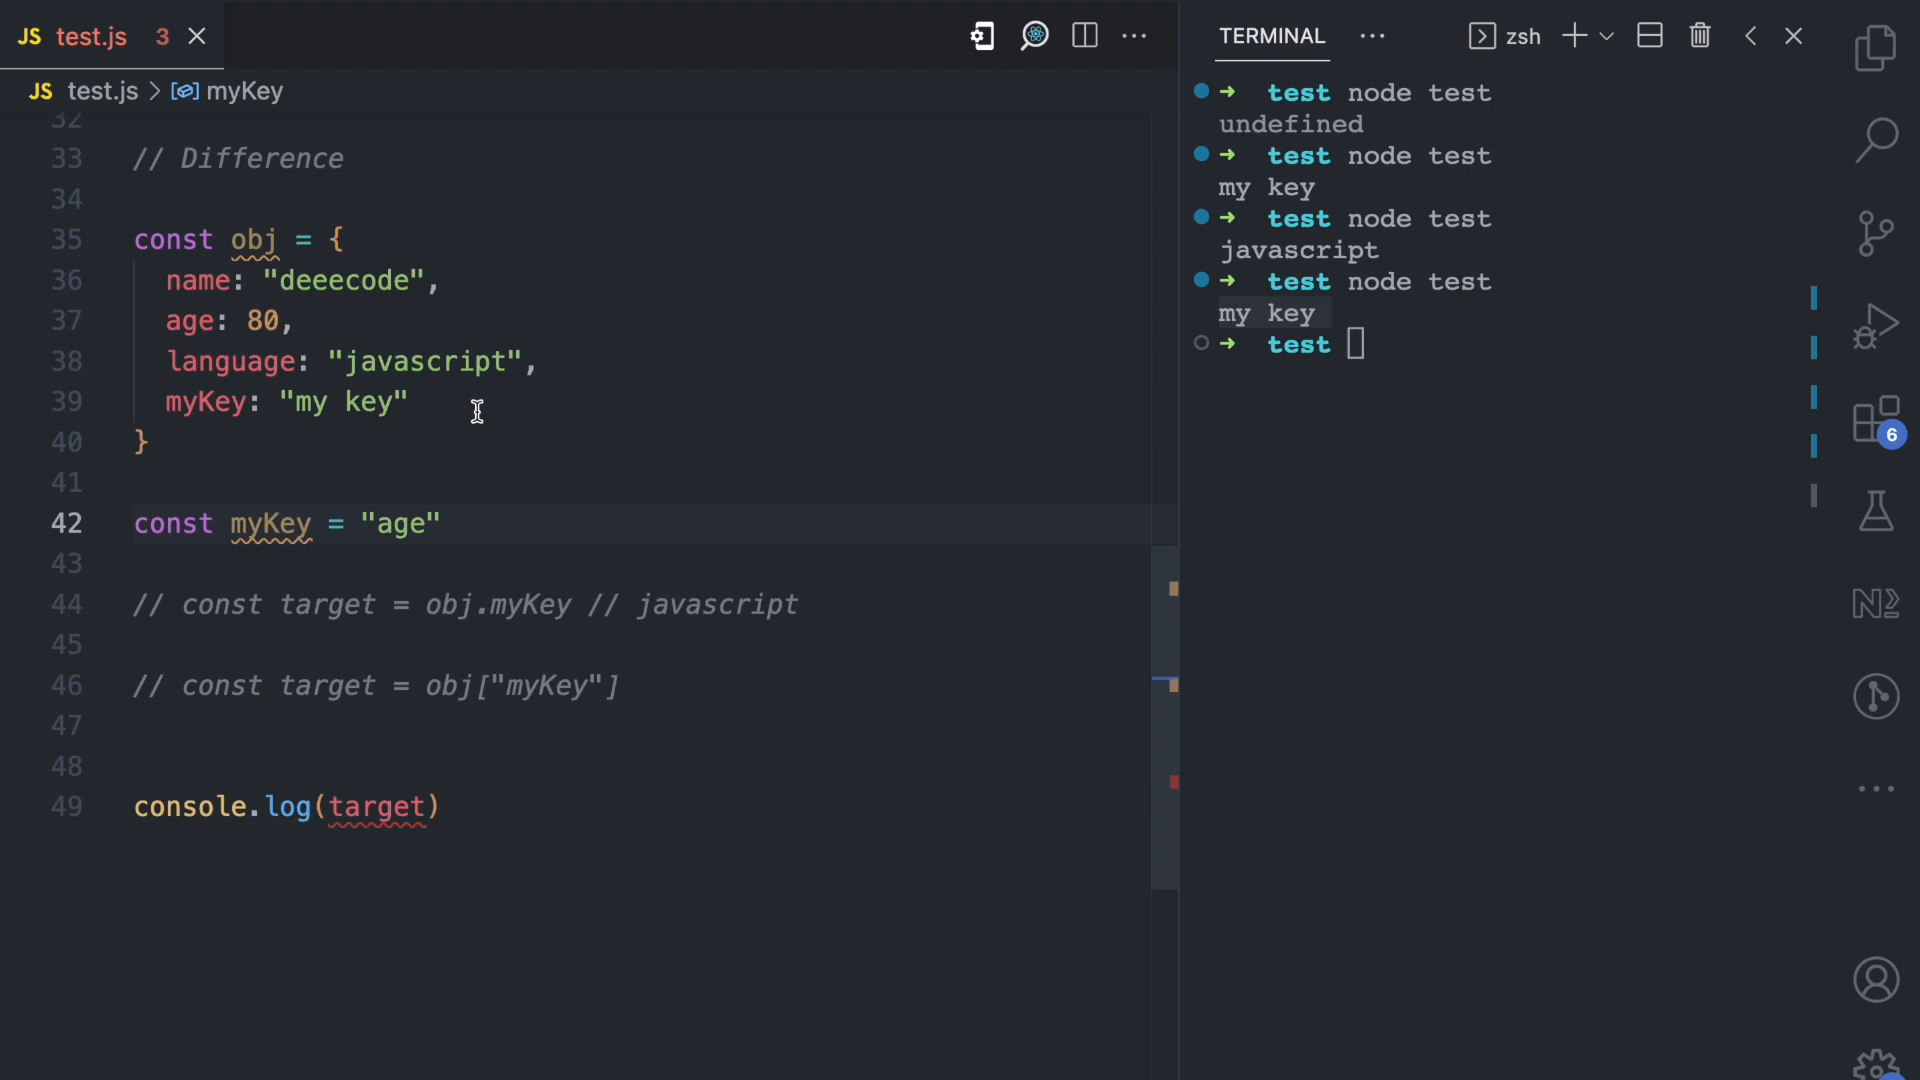 JS test.js 3
JS test.js > myKey
32
33 // Difference
34
35 const obj = {
36 name: "deeecode",
37 age: 80,
38 language: "javascript",
39 myKey: "my key"
40 }
41
42 const myKey = "age"
43
44 // const target = obj.myKey // javascript
45
46 // const target = obj["myKey"]
47
48
49 console.log(target)
TERMINAL zsh
→ test node test
undefined
→ test node test
my key
→ test node test
javascript
→ test node test
my key
→ test
6